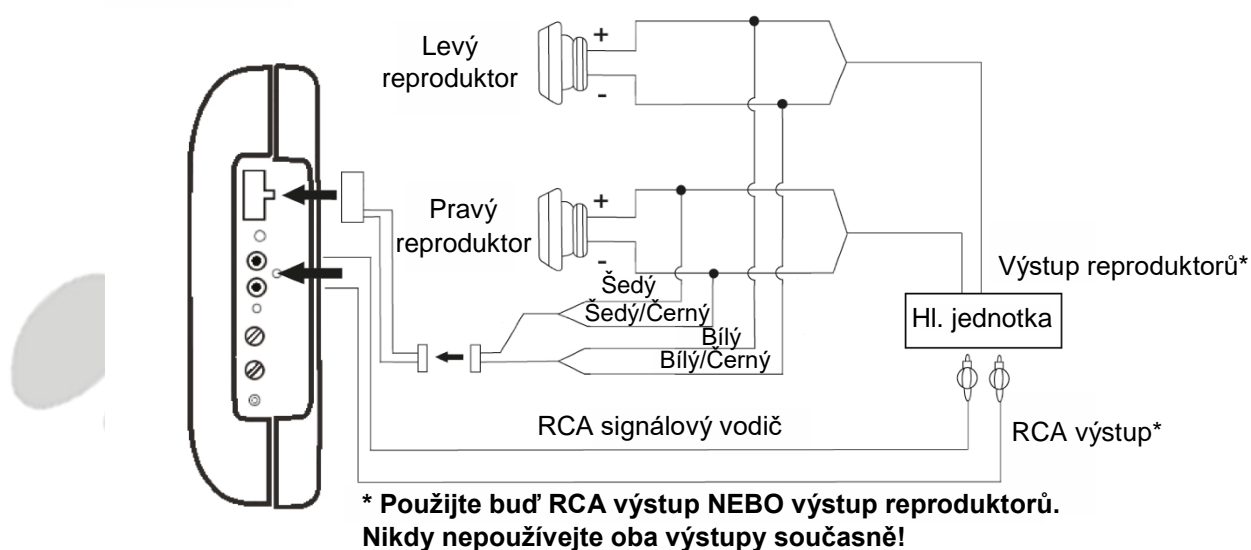 Levý
reproduktor
+
-
Pravý
reproduktor
+
-
Výstup reproduktorů*
Šedý
Šedý/Černý
Bílý
Bílý/Černý
Hl. jednotka
RCA signálový vodič
RCA výstup*
* Použijte buď RCA výstup NEBO výstup reproduktorů.
Nikdy nepoužívejte oba výstupy současně!